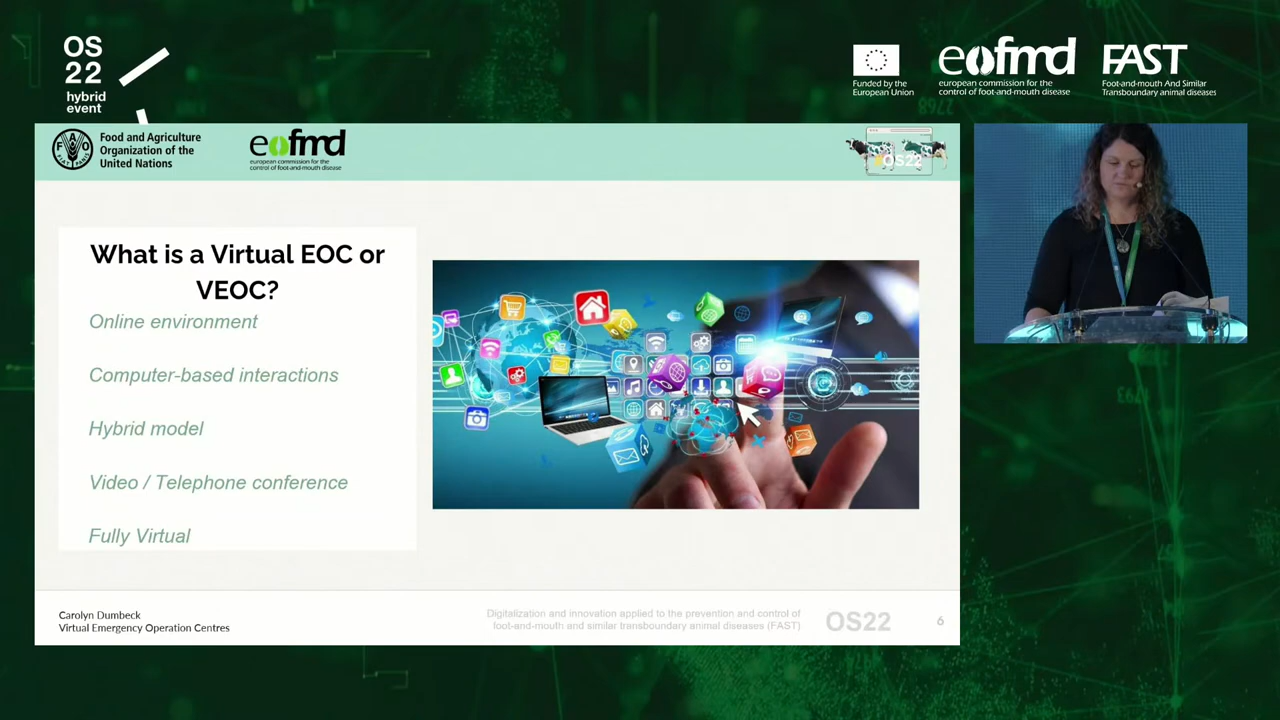 OS
22
hybrid
event
Funded by the
European Union
eofmd
european commission for the
control of foot-and-mouth disease
FAST
Foot-and-mouth And Similar
Transboundary animal diseases
FAO
FIAT PANIS
Food and Agriculture
Organization of the
United Nations
eofmd
european commission for the
control of foot-and-mouth disease
OS22
What is a Virtual EOC or
VEOC?
Online environment
Computer-based interactions
Hybrid model
Video / Telephone conference
Fully Virtual
Carolyn Dumbeck
Virtual Emergency Operation Centres
Digitalization and innovation applied to the prevention and control of
foot-and-mouth and similar transboundary animal diseases (FAST)
OS22
6